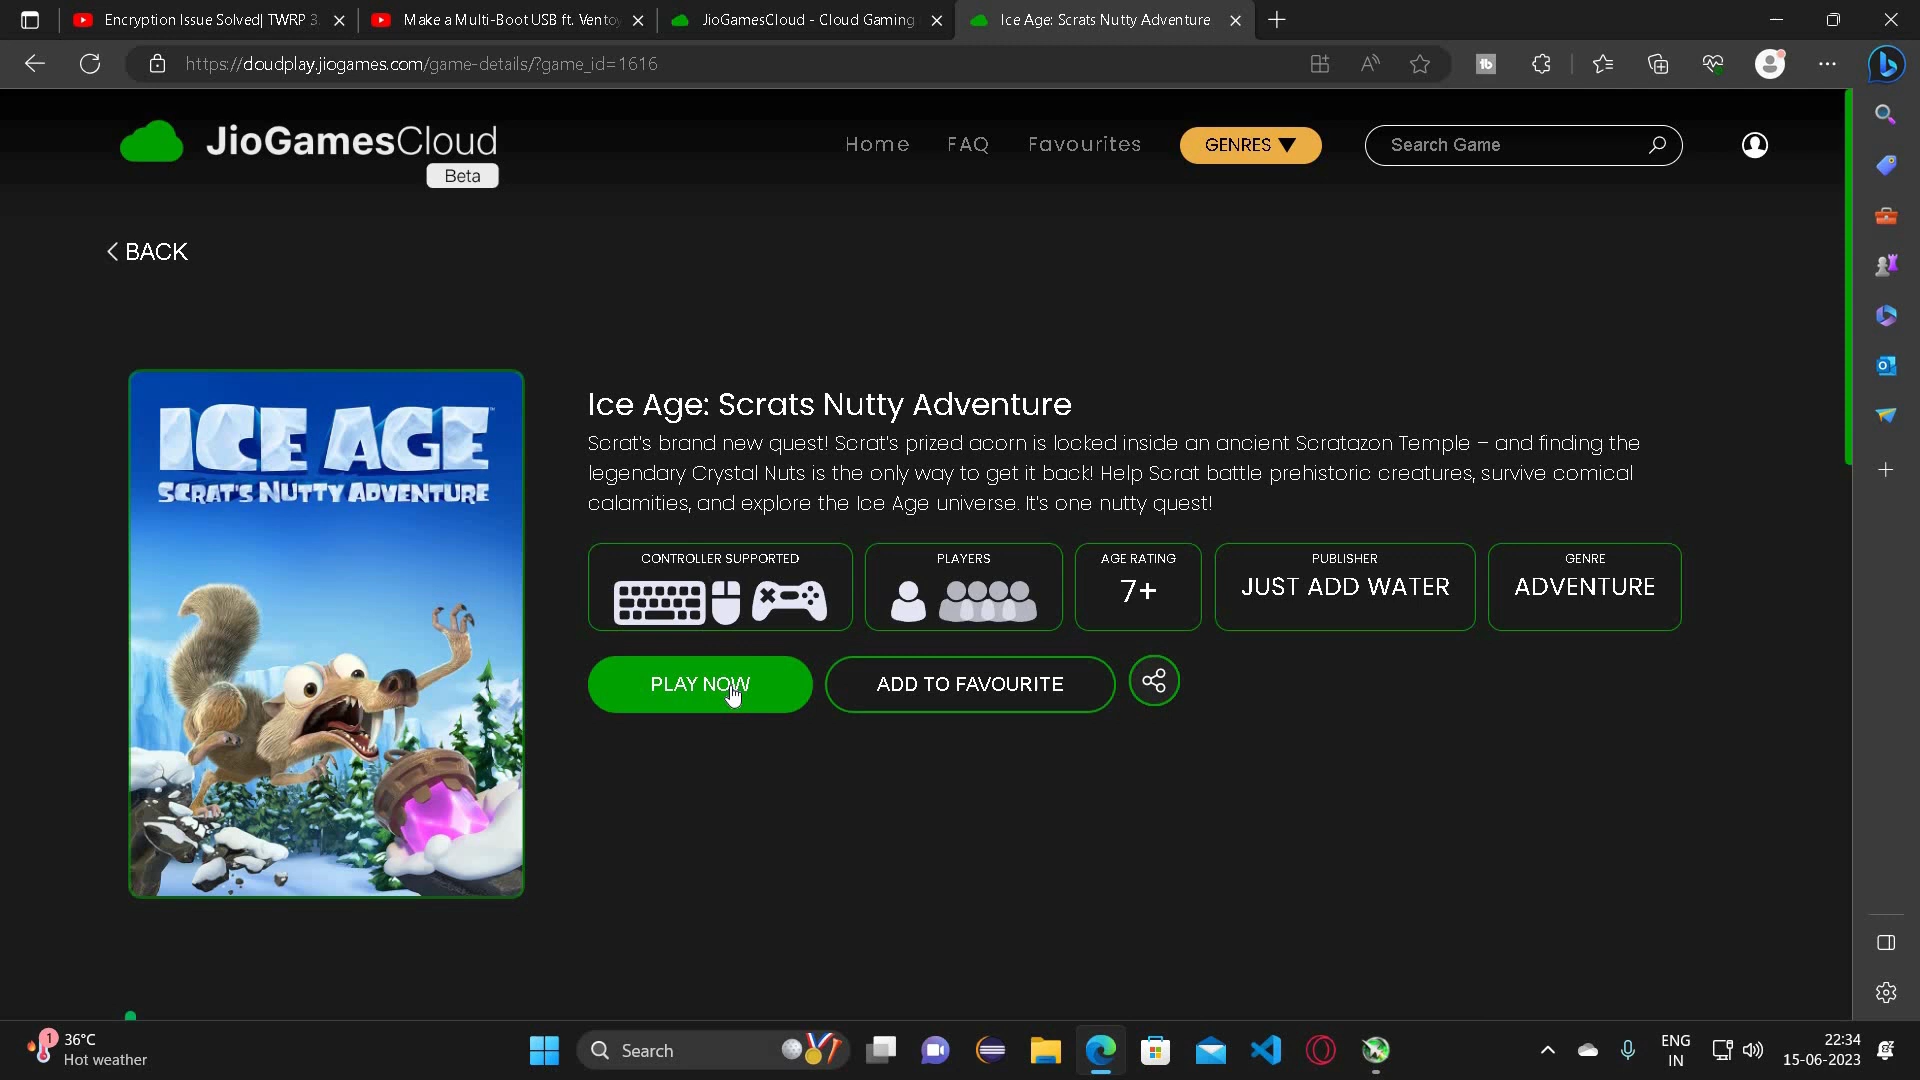 Encryption Issue Solved| TWRP 3.
Make a Multi-Boot USB ft. Vento
JioGamesCloud - Cloud Gaming
Ice Age: Scrats Nutty Adventure
https://cloudplay.jiogames.com/game-details/?game_id=1616
JioGamesCloud
Beta
Home
FAQ
Favourites
GENRES ▼
Search Game
BACK
ICE AGE™
SCRAT'S NUTTY ADVENTURE
Ice Age: Scrats Nutty Adventure
Scrat's brand new quest! Scrat's prized acorn is locked inside an ancient Scratazon Temple – and finding the
legendary Crystal Nuts is the only way to get it back! Help Scrat battle prehistoric creatures, survive comical
calamities, and explore the Ice Age universe. It's one nutty quest!
CONTROLLER SUPPORTED
PLAYERS
AGE RATING
7+
PUBLISHER
JUST ADD WATER
GENRE
ADVENTURE
PLAY NOW
ADD TO FAVOURITE
1
36°C
Hot weather
Search
ENG
IN
22:34
15-06-2023